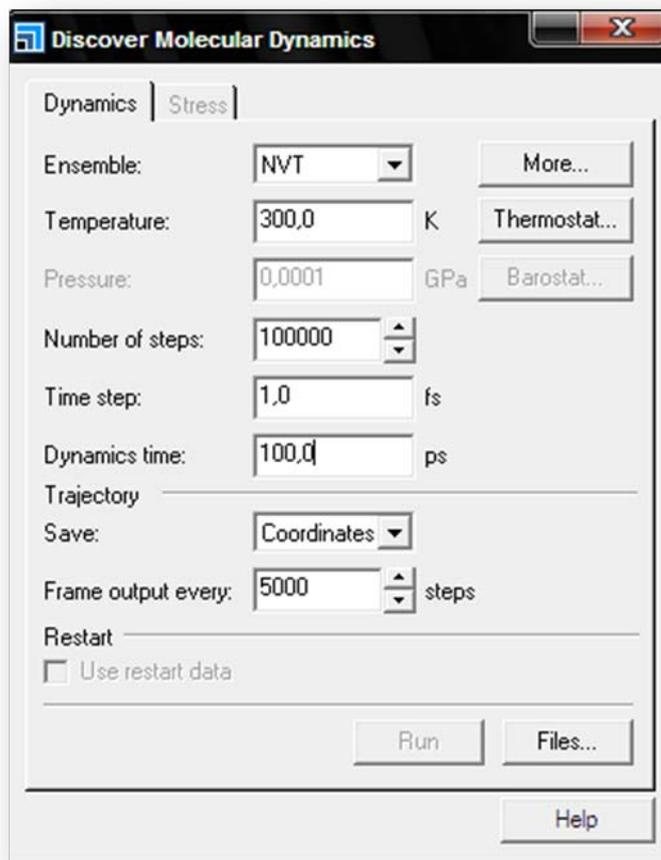 Discover Molecular Dynamics
Dynamics Stress
Ensemble: NVT More...
Temperature: 300,0 K Thermostat...
Pressure: 0,0001 GPa Barostat...
Number of steps: 100000
Time step: 1,0 fs
Dynamics time: 100,0 ps
Trajectory
Save: Coordinates
Frame output every: 5000 steps
Restart
Use restart data
Run Files...
Help